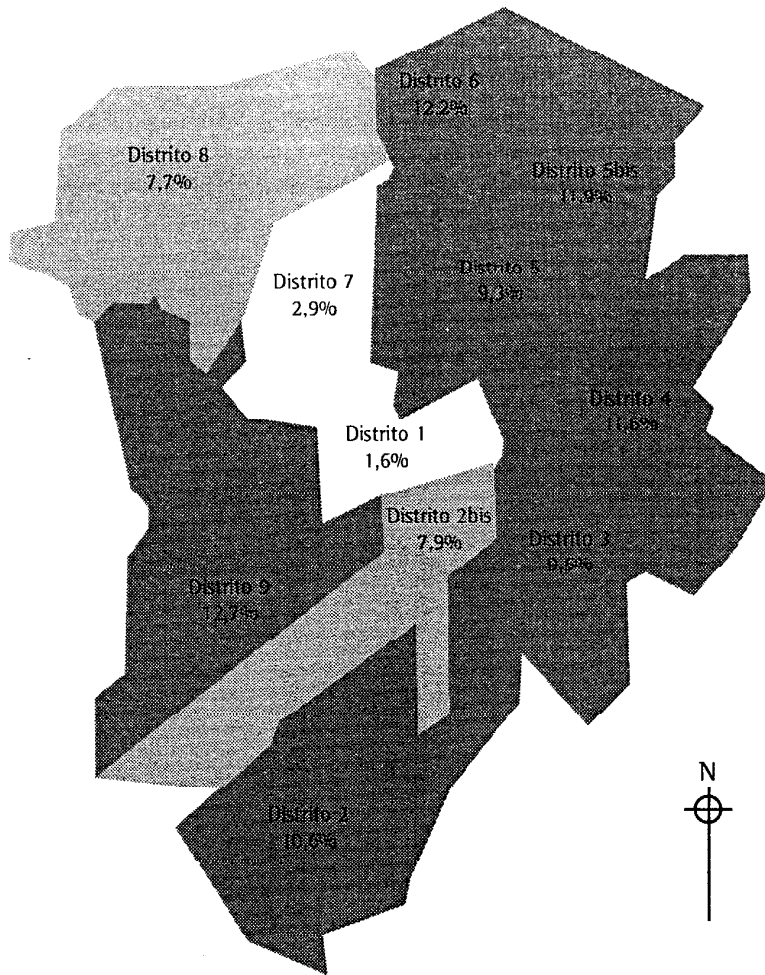 Distrito 6
12,2%
Distrito 8
7,7%
Distrito 5bis
11,9%
Distrito 5
9,3%
Distrito 7
2,9%
Distrito 4
11,6%
Distrito 1
1,6%
Distrito 2bis
7,9%
Distrito 3
Distrito 9
12,7%
N
Distrito 2
10,6%